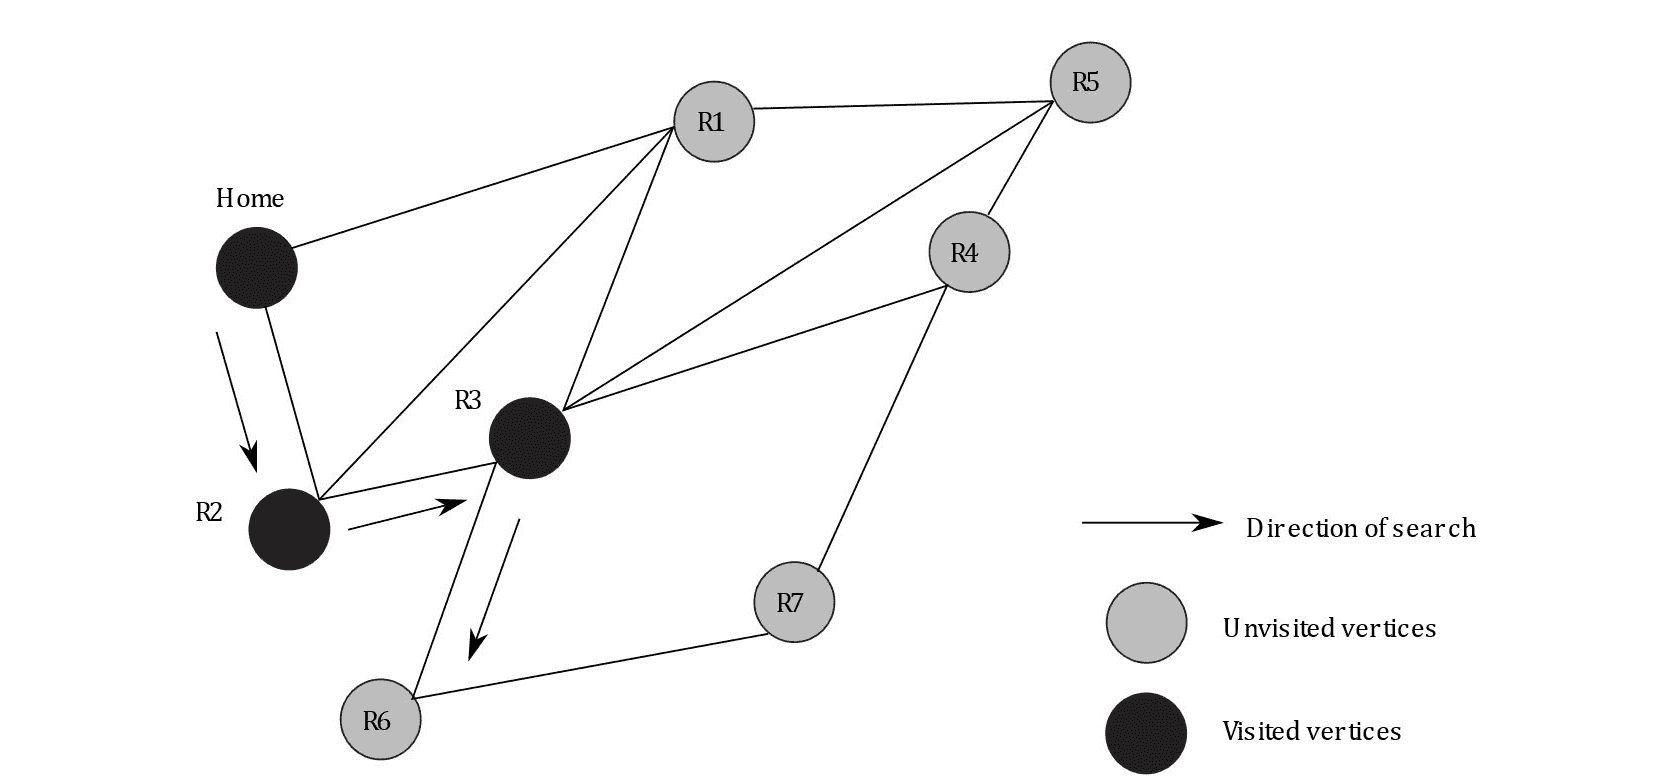 R5
R1
Home
R4
R3
R2
Direction of search
R7
Unvisited vertices
R6
Visited vertices